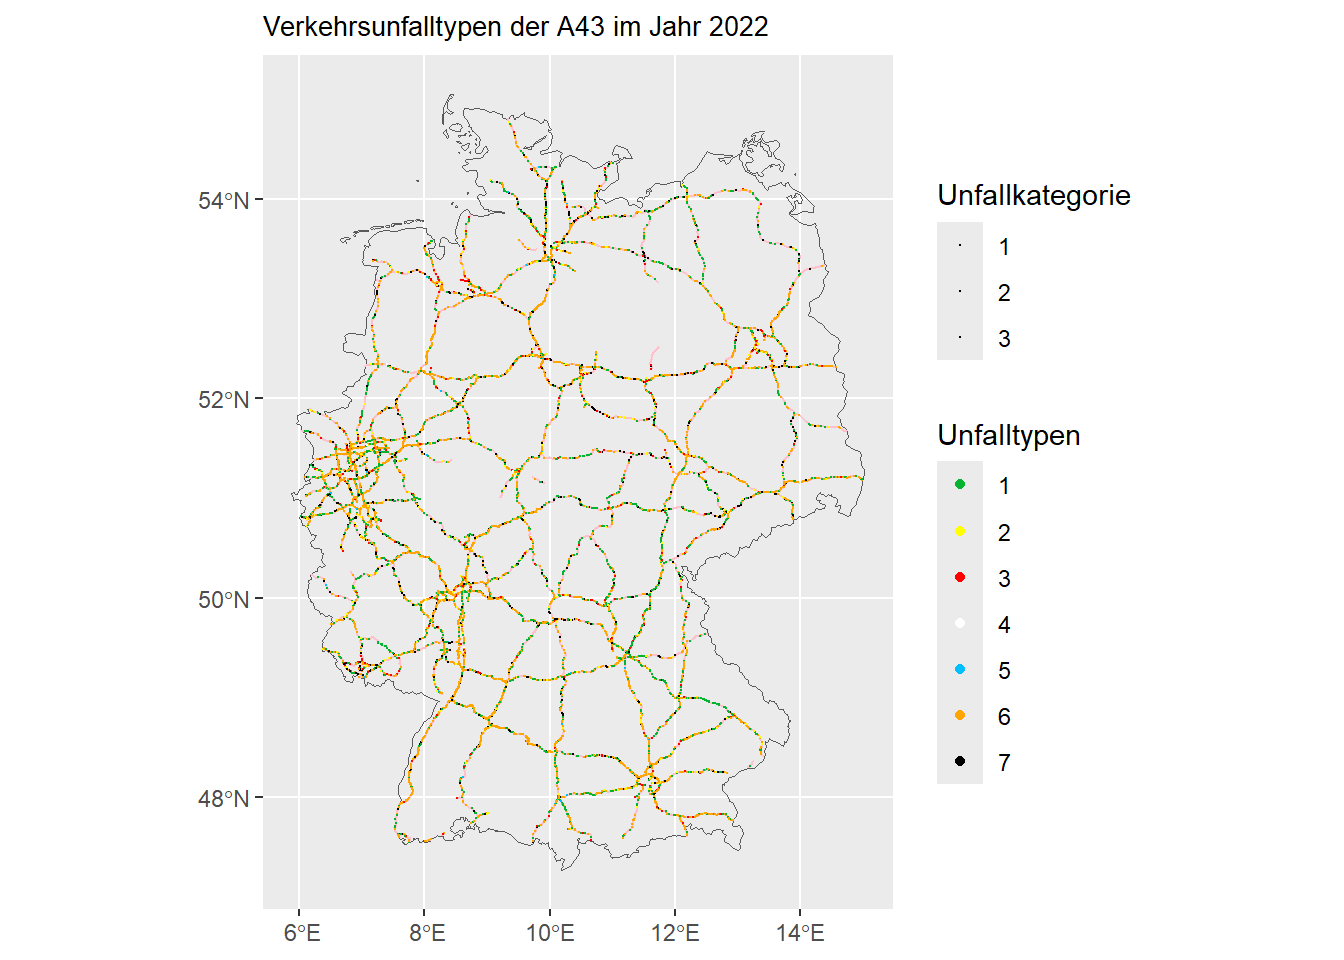 Verkehrsunfalltypen der A43 im Jahr 2022
54°N
52°N
50°N
48°N
6°E
8°E
10°E
12°E
14°E
Unfallkategorie
1
2
3
Unfalltypen
1
2
3
4
5
6
7